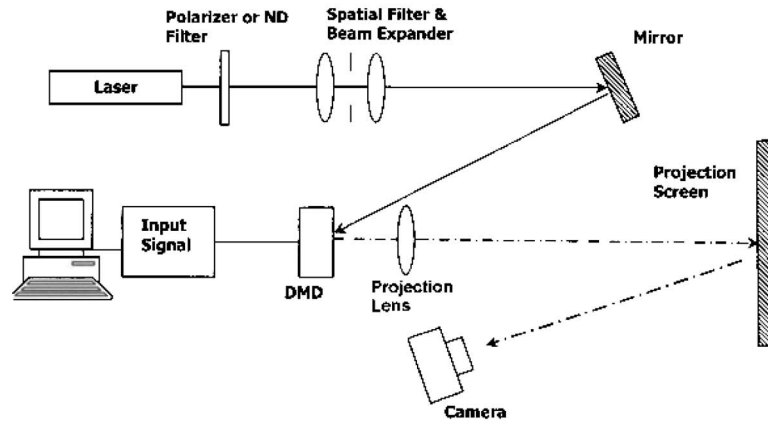 Polarizer or ND
Filter
Spatial Filter &
Beam Expander
Mirror
Laser
Projection
Screen
Input
Signal
DMD
Projection
Lens
Camera